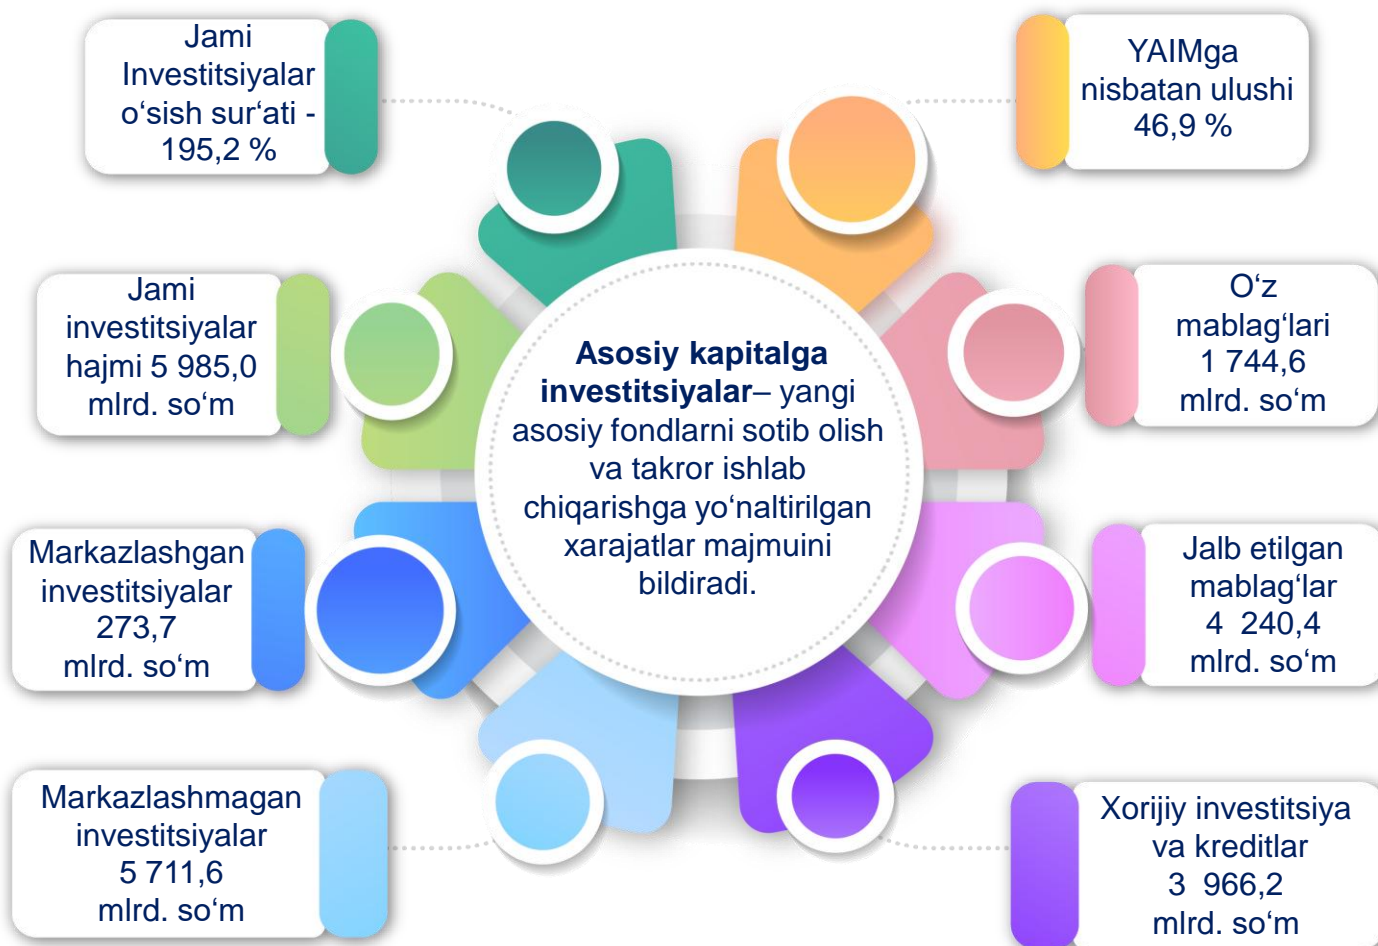 Jami
Investitsiyalar
o‘sish sur‘ati -
195,2 %
YAIMga
nisbatan ulushi
46,9 %
Jami
investitsiyalar
hajmi 5 985,0
mlrd. so‘m
O‘z
mablag‘lari
1 744,6
mlrd. so‘m
Asosiy kapitalga
investitsiyalar– yangi
asosiy fondlarni sotib olish
va takror ishlab
chiqarishga yo‘naltirilgan
xarajatlar majmuini
bildiradi.
Markazlashgan
investitsiyalar
273,7
mlrd. so‘m
Jalb etilgan
mablag‘lar
4 240,4
mlrd. so‘m
Markazlashmagan
investitsiyalar
5 711,6
mlrd. so‘m
Xorijiy investitsiya
va kreditlar
3 966,2
mlrd. so‘m